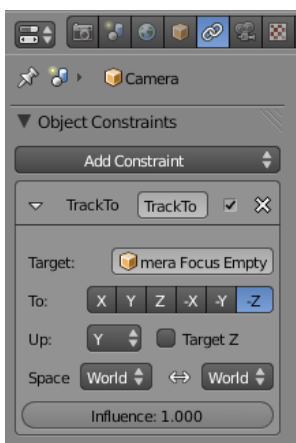 Camera
Object Constraints
Add Constraint
TrackTo TrackTo
Target: mera Focus Empty
To: X Y Z -X -Y -Z
Up: Y Target Z
Space World World
Influence: 1.000